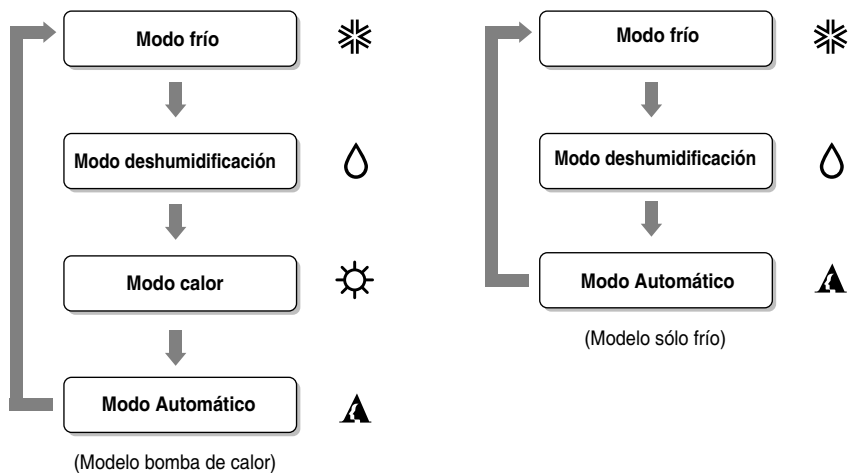 Modo frío
Modo deshumidificación
Modo calor
Modo Automático
(Modelo bomba de calor)
Modo frío
Modo deshumidificación
Modo Automático
(Modelo sólo frío)